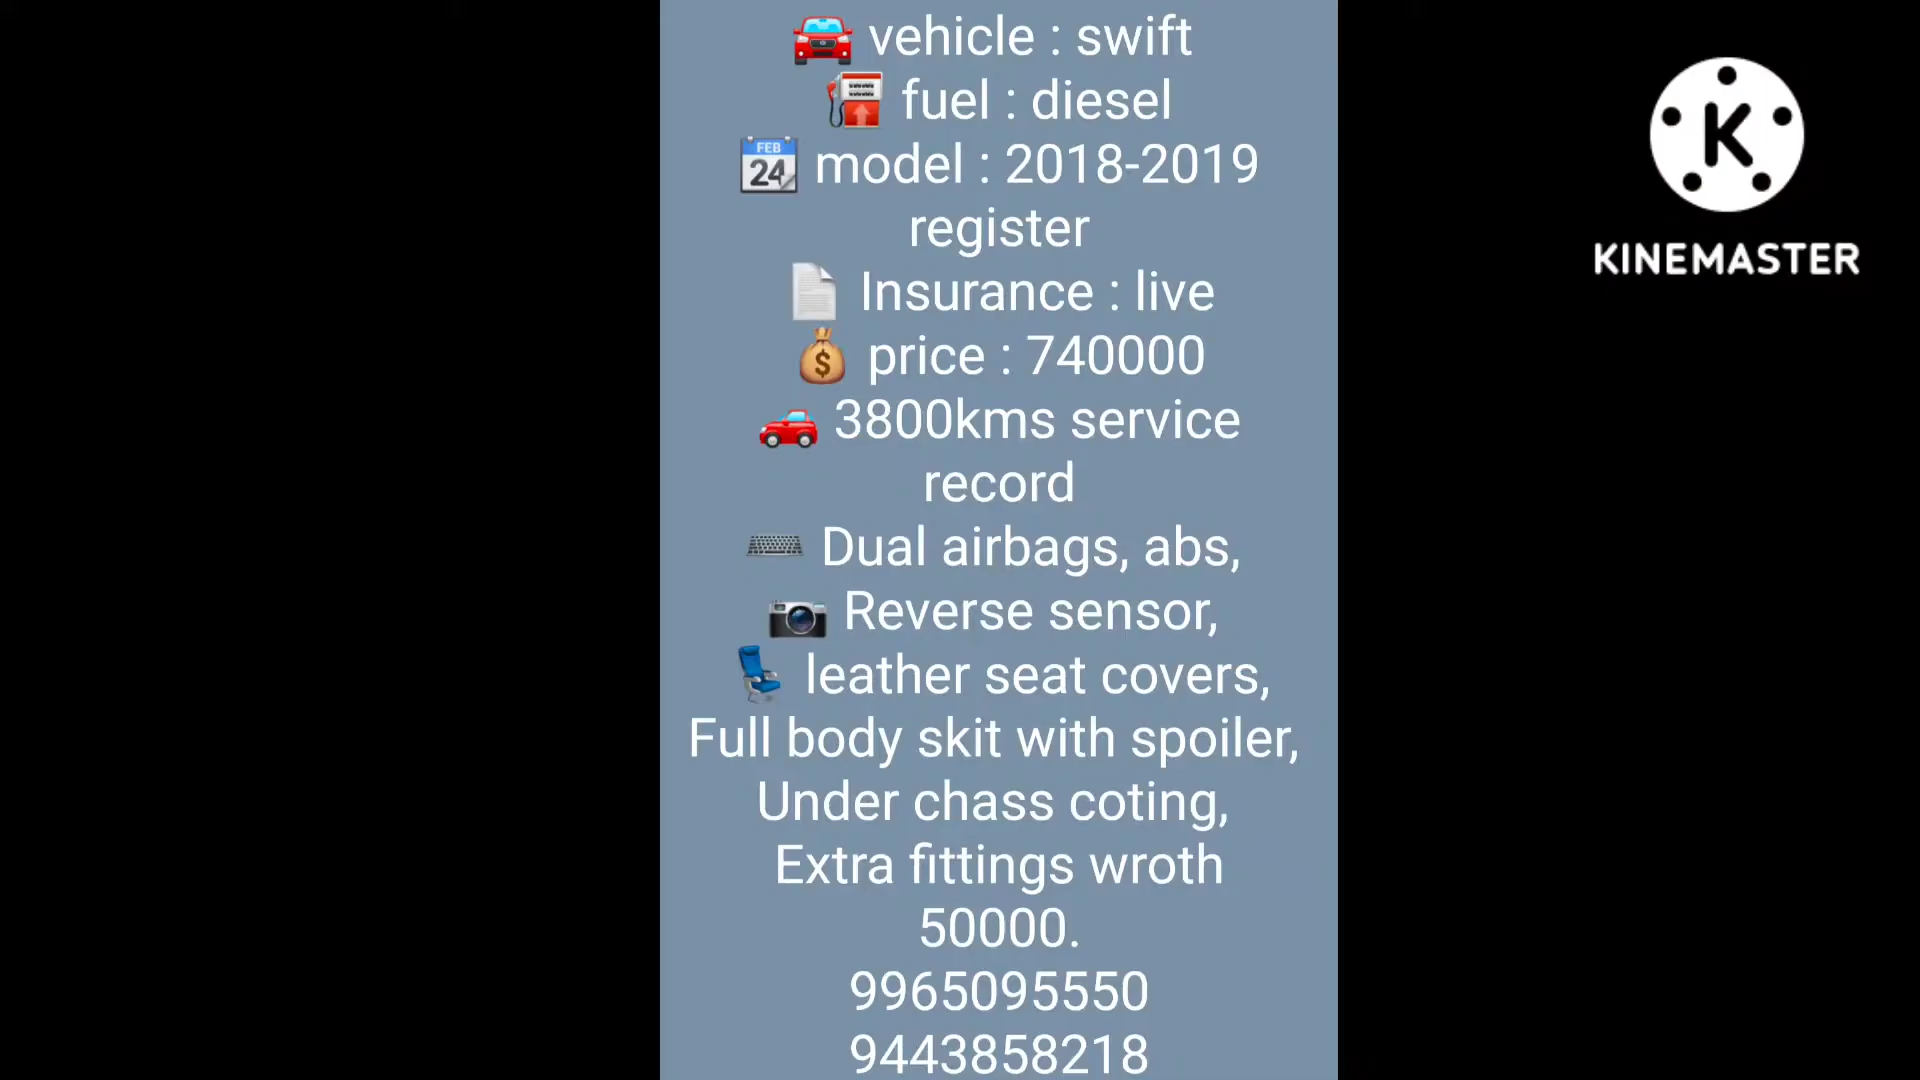 vehicle : swift
fuel : diesel
model : 2018-2019
register
Insurance : live
price : 740000
3800kms service
record
Dual airbags, abs,
Reverse sensor,
leather seat covers,
Full body skit with spoiler,
Under chass coting,
Extra fittings wroth
50000.
9965095550
9443858218
FEB
24
K
KINEMASTER